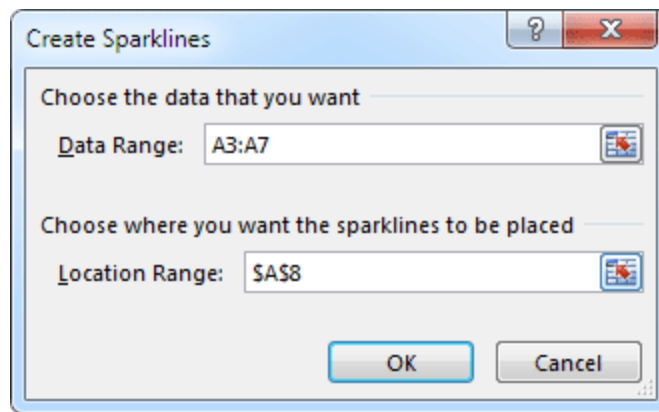 Create Sparklines
?
Choose the data that you want
Data Range: A3:A7
Choose where you want the sparklines to be placed
Location Range: $A$8
OK Cancel